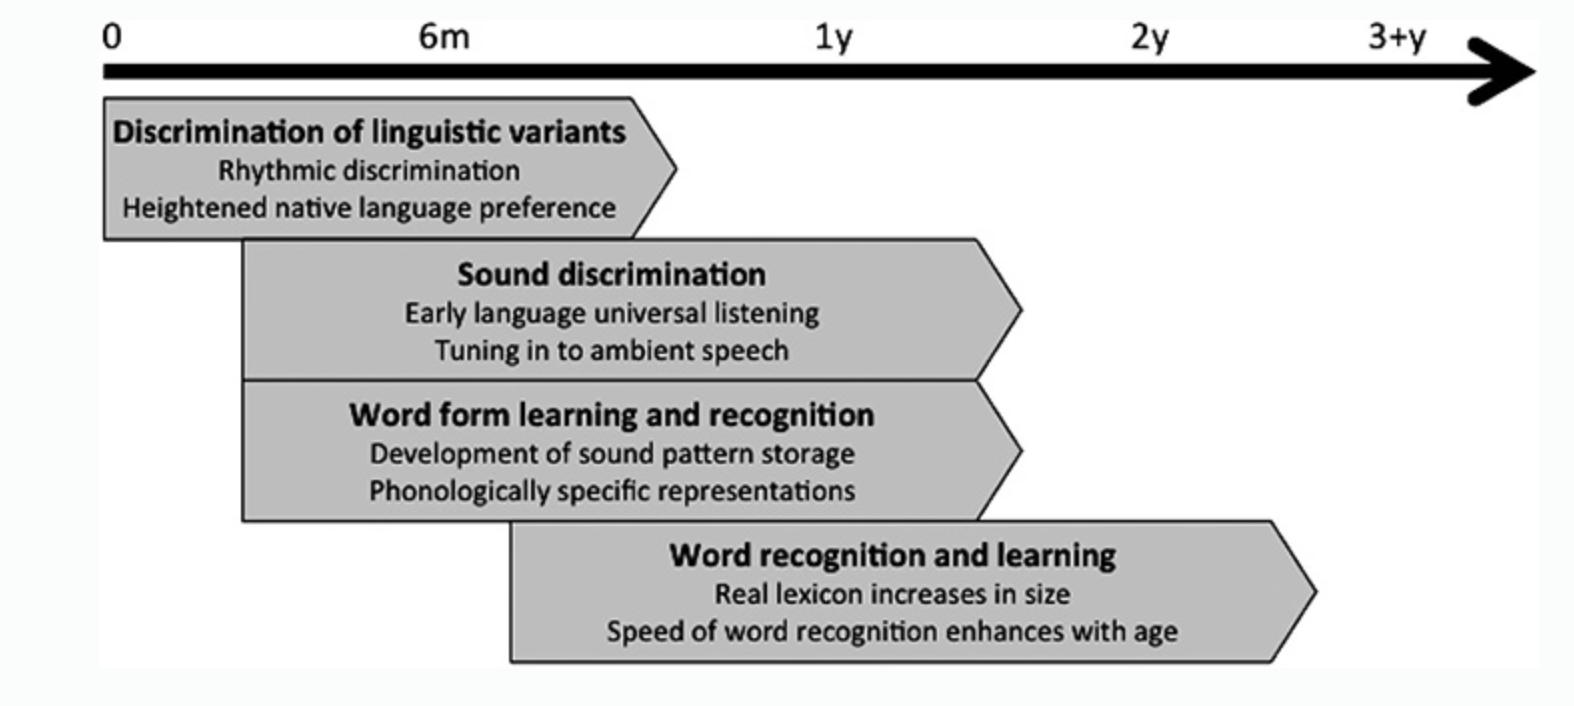 0 6m 1y 2y 3+y
Discrimination of linguistic variants
Rhythmic discrimination
Heightened native language preference
Sound discrimination
Early language universal listening
Tuning in to ambient speech
Word form learning and recognition
Development of sound pattern storage
Phonologically specific representations
Word recognition and learning
Real lexicon increases in size
Speed of word recognition enhances with age